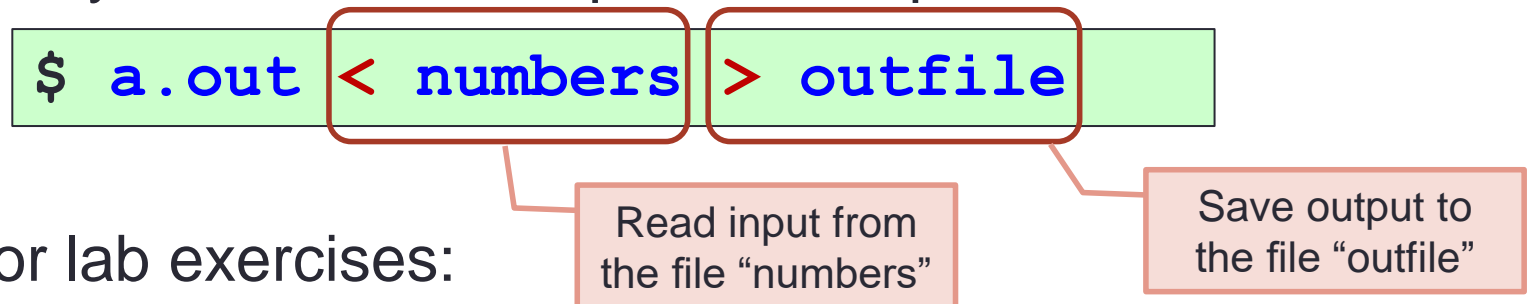 $ a.out < numbers > outfile
Read input from
the file “numbers”
Save output to
the file “outfile”
or lab exercises: